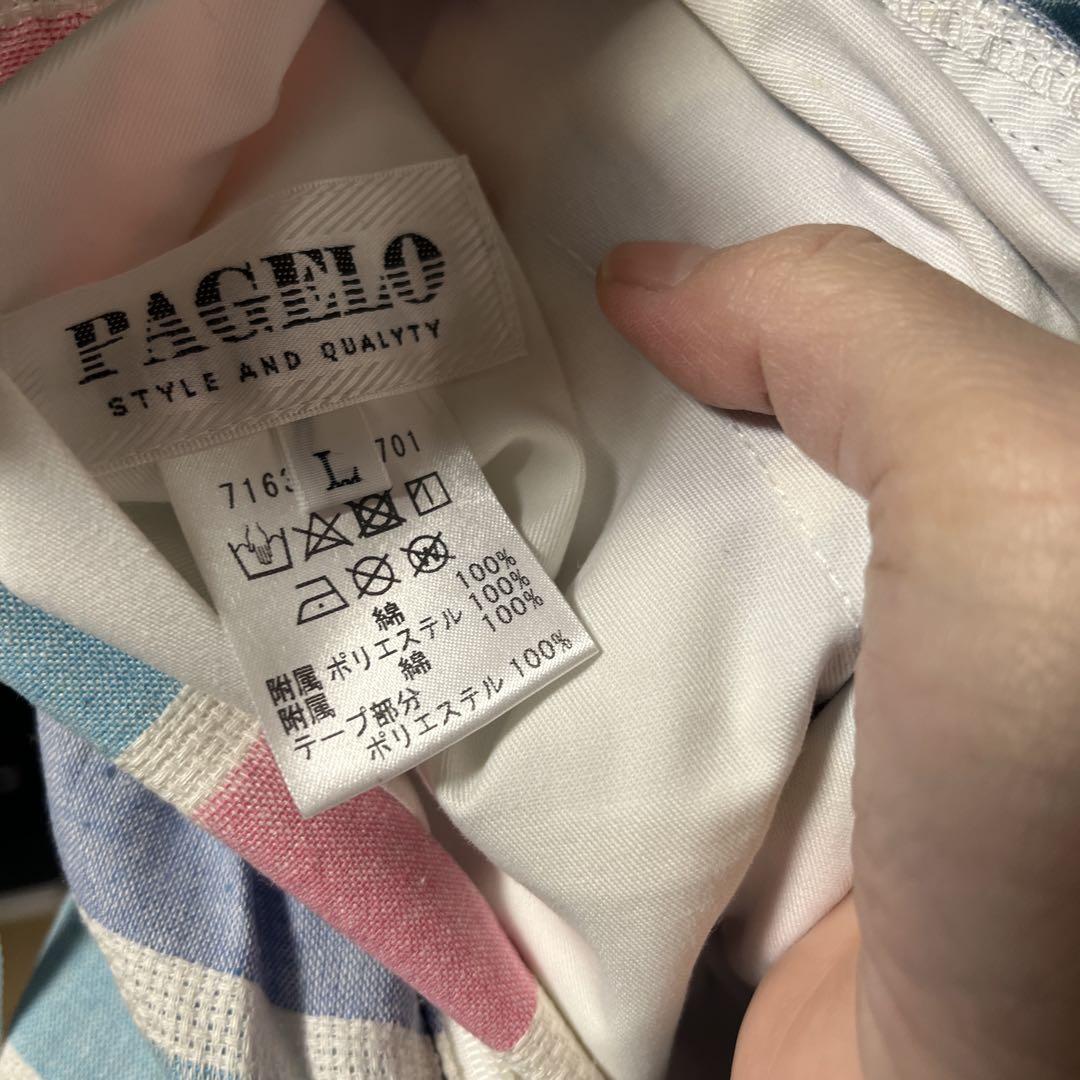 PAGELO
STYLE AND QUALYTY
L
701
綿 100%
附属 ポリエステル 100%
附属 綿 100%
テープ部分
ポリエステル 100%